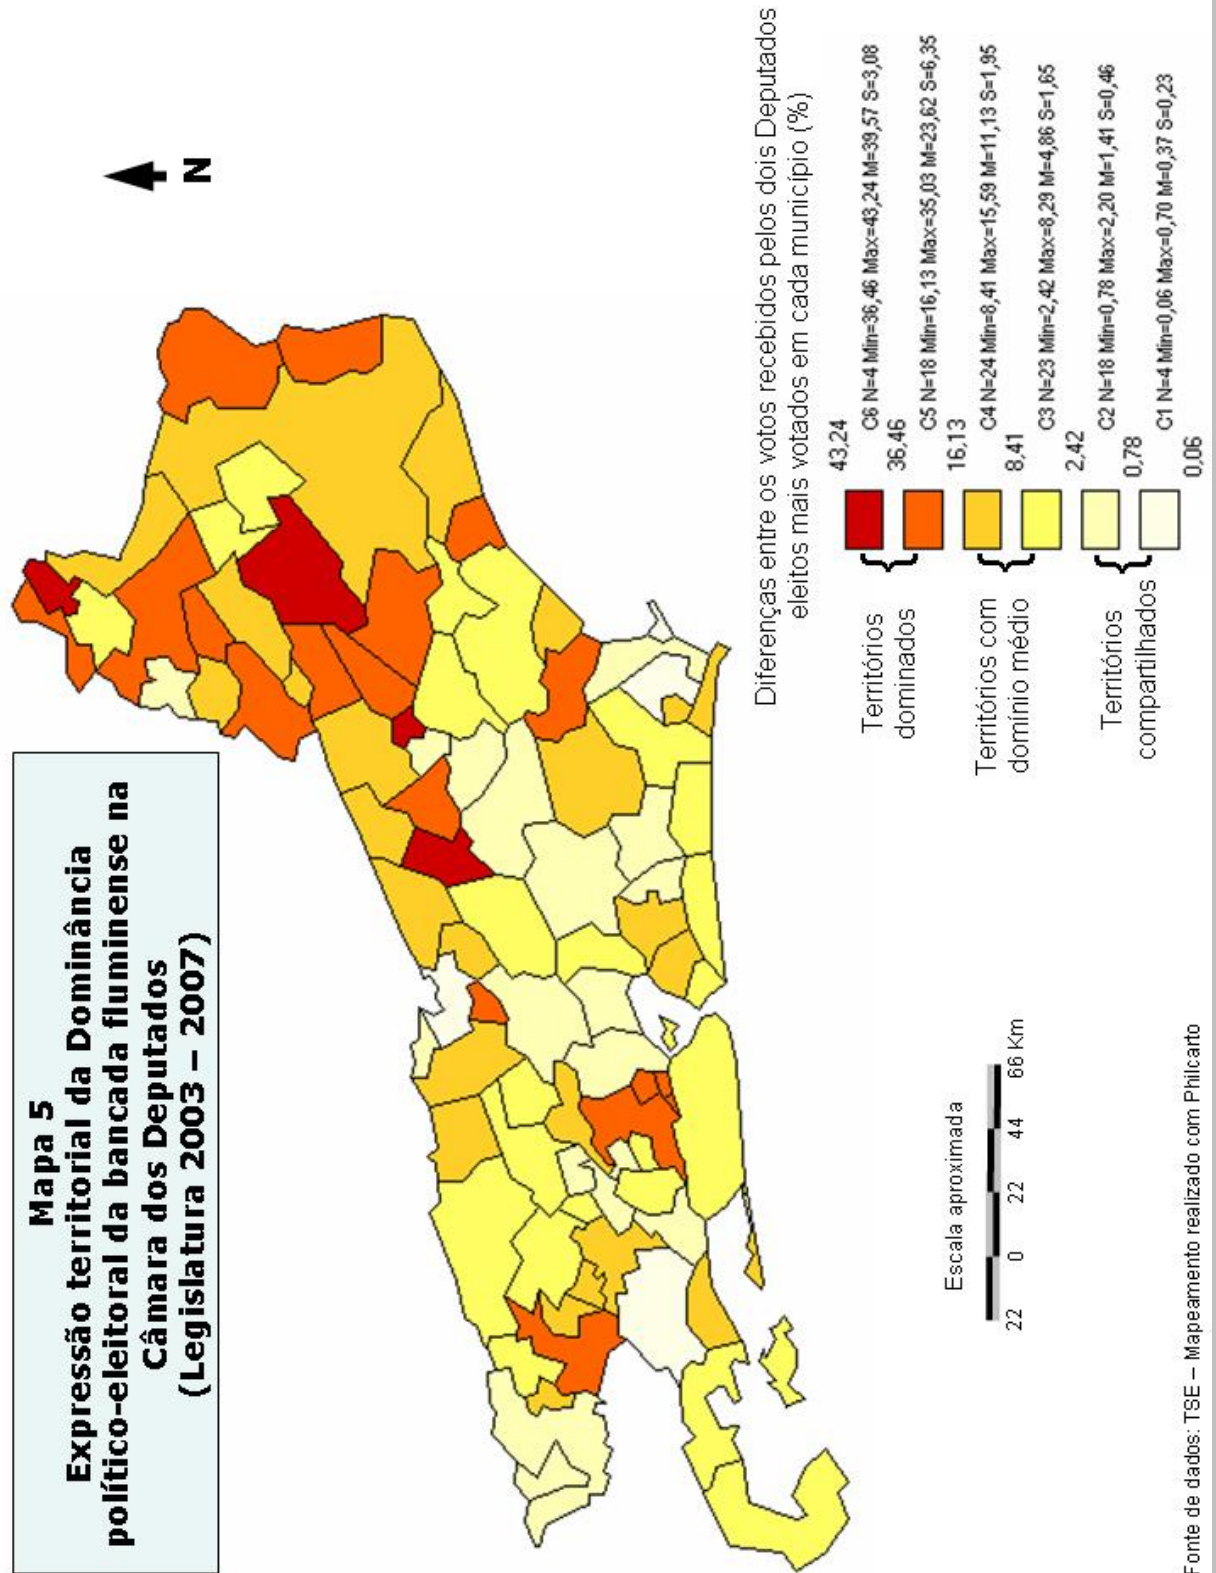 Mapa 5
Expressão territorial da Dominância
político-eleitoral da bancada fluminense na
Câmara dos Deputados
(Legislatura 2003 – 2007)
N
Diferenças entre os votos recebidos pelos dois Deputados
eleitos mais votados em cada município (%)
43,24
C6 N=4 Min=36,46 Max=43,24 M=39,57 S=3,08
36,46
C5 N=18 Min=16,13 Max=35,03 M=23,62 S=6,35
16,13
C4 N=24 Min=8,41 Max=15,59 M=11,13 S=1,95
8,41
C3 N=23 Min=2,42 Max=8,29 M=4,86 S=1,65
2,42
C2 N=18 Min=0,78 Max=2,20 M=1,41 S=0,46
0,78
C1 N=4 Min=0,06 Max=0,70 M=0,37 S=0,23
0,06
Territórios
dominados
Territórios com
domínio médio
Territórios
compartilhados
Escala aproximada
22 0 22 44 66 Km
Fonte de dados: TSE – Mapeamento realizado com Philcarto